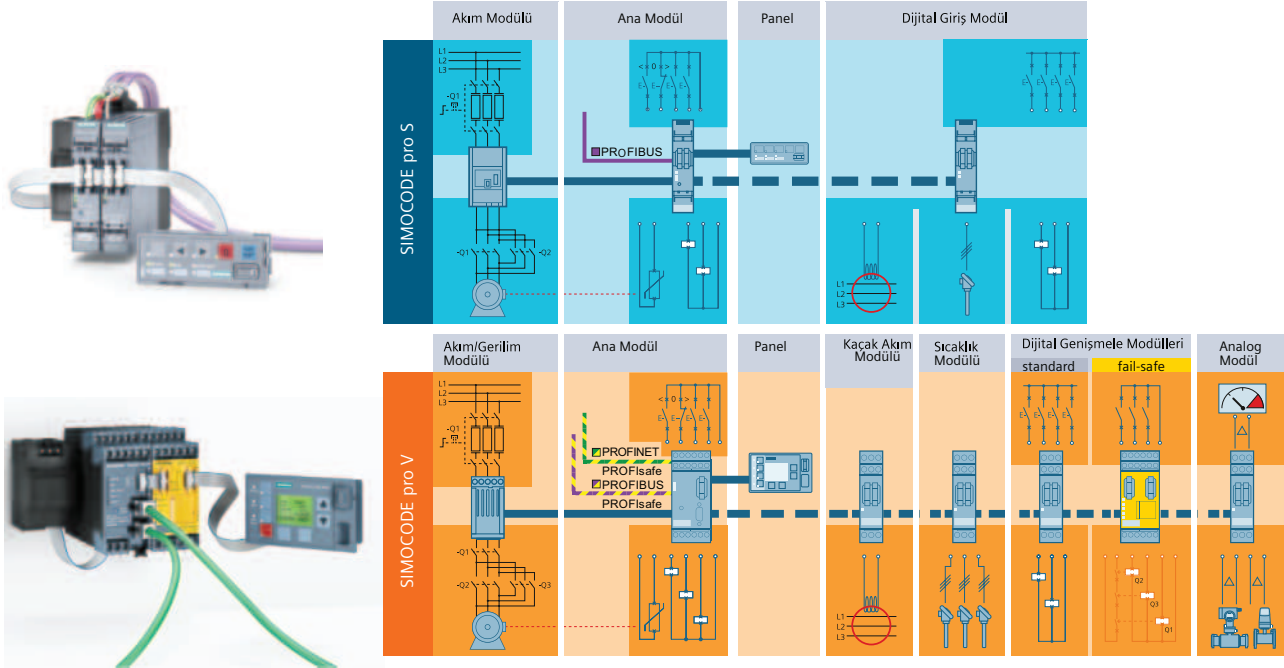 Akım Modülü
Ana Modül
Panel
Dijital Giriş Modül
SIMOCODE pro S
L1
L2
L3
-Q1
< O >
E-
E-
E-
E-
E-
E-
E-
E-
PROFIBUS
-Q1
-Q2
L1
L2
L3
Akım/Gerilim
Modülü
Ana Modül
Panel
Kaçak Akım
Modülü
Sıcaklık
Modülü
Dijital Genişmele Modülleri
standard
fail-safe
Analog
Modül
SIMOCODE pro V
L1
L2
L3
-Q1
< O >
E-
E-
E-
E-
E-
E-
E-
E-
PROFINET
PROFIsafe
PROFIBUS
PROFIsafe
-Q1
-Q2
-Q3
L1
L2
L3
Q2
Q3
Q1